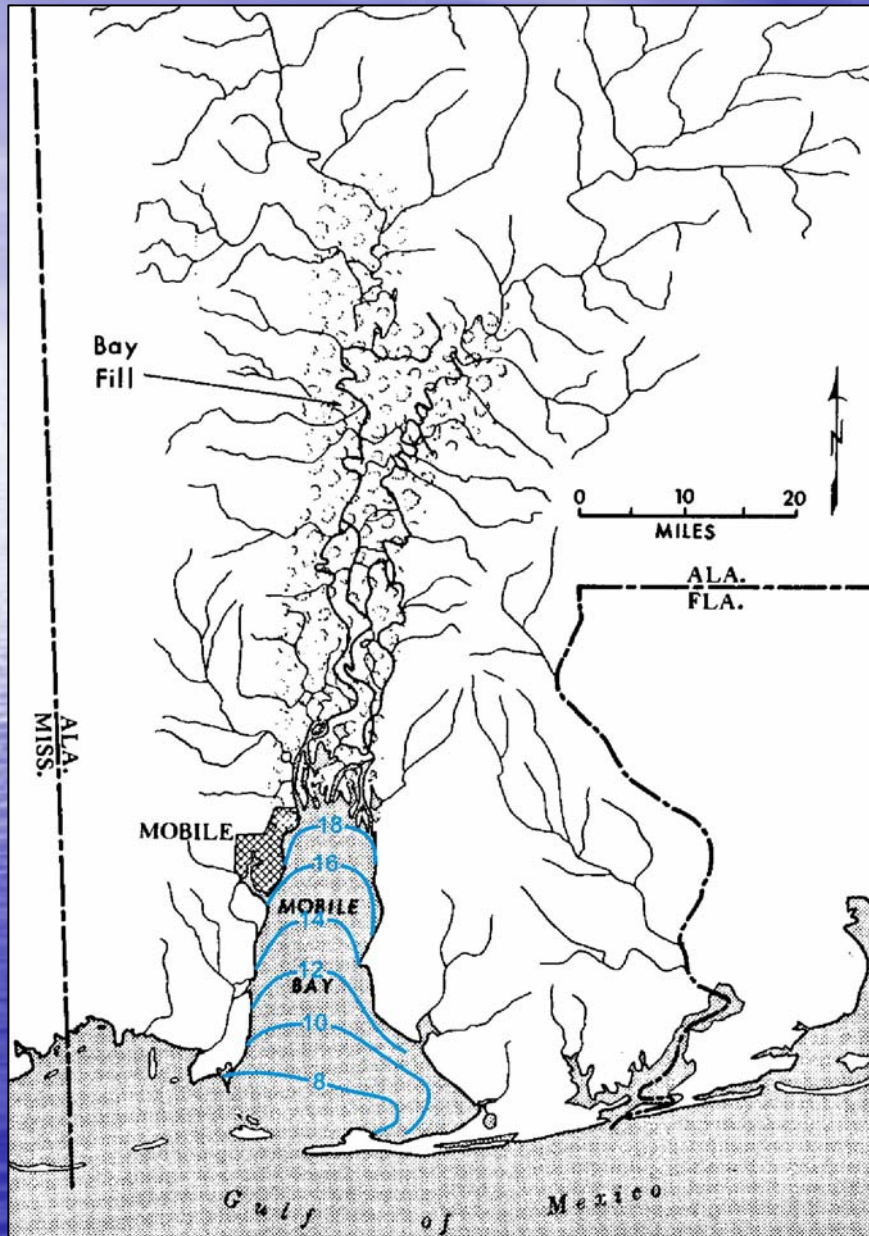 Bay
Fill
N
0 10 20
MILES
ALA.
FLA.
ALA.
MISS.
MOBILE
18
16
MOBILE
14
12
BAY
10
8
Gulf of Mexico